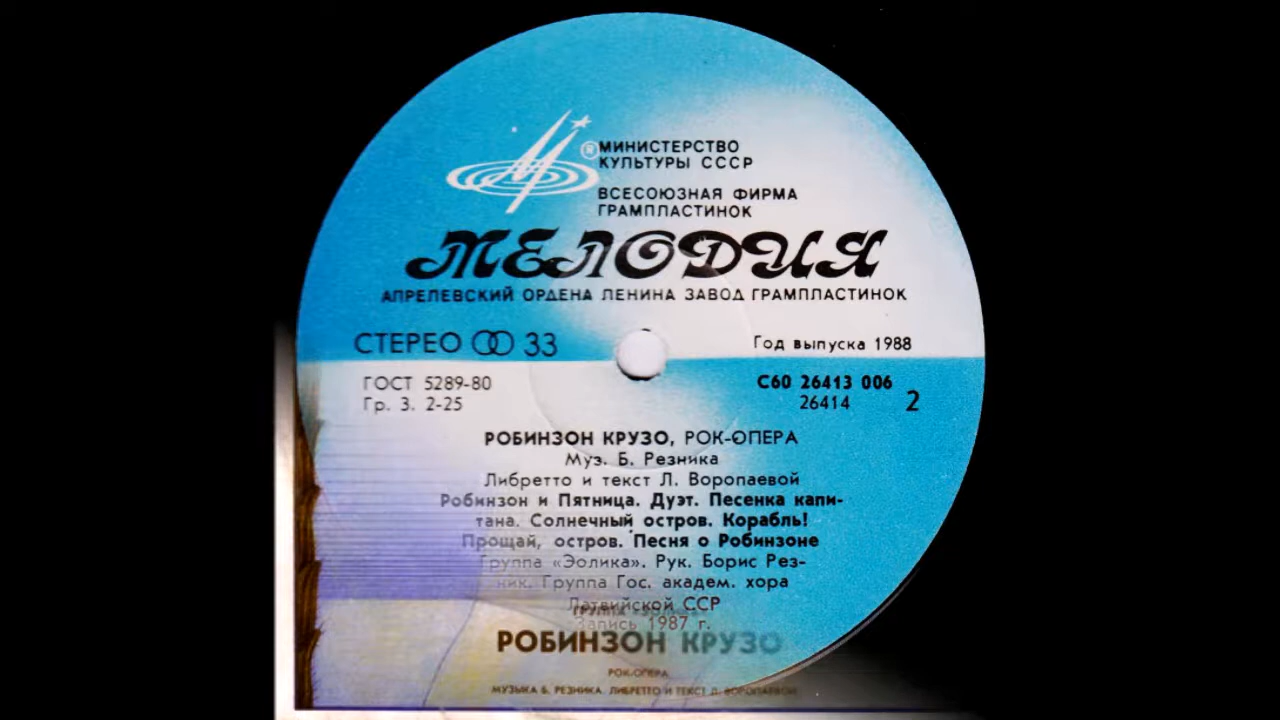 ®МИНИСТЕРСТВО
КУЛЬТУРЫ СССР
ВСЕСОЮЗНАЯ ФИРМА
ГРАМПЛАСТИНОК
МЕЛОДИЯ
АПРЕЛЕВСКИЙ ОРДЕНА ЛЕНИНА ЗАВОД ГРАМПЛАСТИНОК
СТЕРЕО 33
Год выпуска 1988
ГОСТ 5289-80
Гр. 3. 2-25
С60 26413 006
26414 2
РОБИНЗОН КРУЗО, РОК-ОПЕРА
Муз. Б. Резника
Либретто и текст Л. Воропаевой
Робинзон и Пятница. Дуэт. Песенка капи-
тана. Солнечный остров. Корабль!
Прощай, остров. Песня о Робинзоне
Группа «Эолика». Рук. Борис Рез-
ник. Группа Гос. академ. хора
Латвийской ССР
ГРУППА «ЭОЛИКА»
Запись 1987 г.
РОБИНЗОН КРУЗО
РОК-ОПЕРА
МУЗЫКА Б. РЕЗНИКА. ЛИБРЕТТО И ТЕКСТ Л. ВОРОПАЕВОЙ